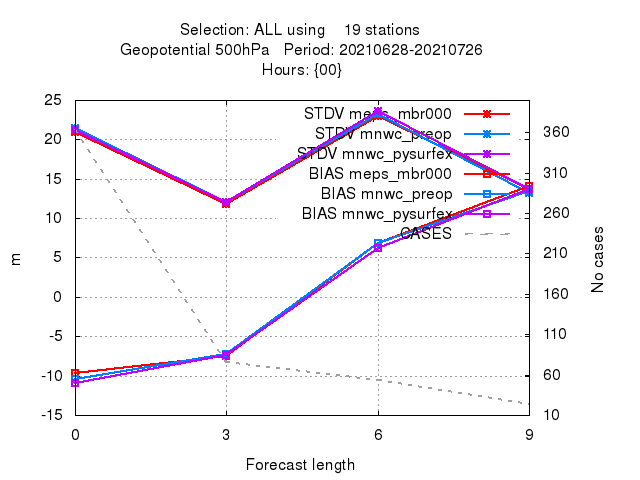 Selection: ALL using 19 stations
Geopotential 500hPa Period: 20210628-20210726
Hours: {00}
STDV meps_mbr000
STDV mnwc_preop
STDV mnwc_pysurfex
BIAS meps_mbr000
BIAS mnwc_preop
BIAS mnwc_pysurfex
CASES
25
20
15
10
5
0
-5
-10
-15
m
360
310
260
210
160
110
60
10
No cases
0 3 6 9
Forecast length